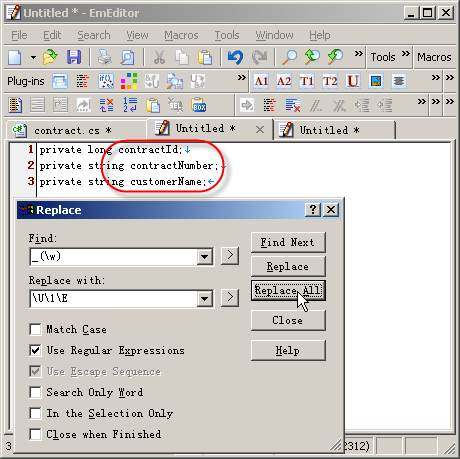 Untitled * - EmEditor
File Edit Search View Macros Tools Window Help
Tools » Macros
Plug-ins
A1 A2 T1 T2 U
BOX
contract.cs * Untitled * Untitled *
1 private long contractId;↓
2 private string contractNumber;↓
3 private string customerName;←
Replace
Find:
_(\w)
Find Next
Replace with:
Replace
\U\1\E
Replace All
Match Case
Close
Use Regular Expressions
Help
Use Escape Sequence
Search Only Word
In the Selection Only
Close when Finished
3
2312)